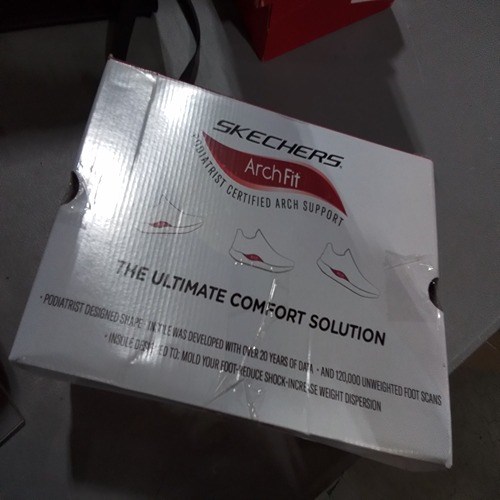 SKECHERS
Arch Fit
PODIATRIST CERTIFIED ARCH SUPPORT
THE ULTIMATE COMFORT SOLUTION
• PODIATRIST DESIGNED SHAPE WAS DEVELOPED WITH OVER 20 YEARS OF DATA • AND 120,000 UNWEIGHTED FOOT SCANS
• INSOLE DESIGNED TO: MOLD YOUR FOOT-REDUCE SHOCK-INCREASE WEIGHT DISPERSION